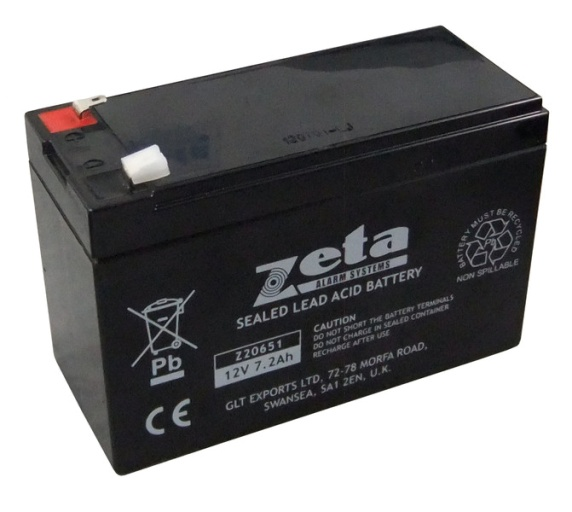 zeta
ALARM SYSTEMS
SEALED LEAD ACID BATTERY
BATTERY MUST BE RECYCLED
Pb
NON SPILLABLE
CAUTION
DO NOT SHORT THE BATTERY TERMINALS
DO NOT CHARGE IN SEALED CONTAINER
RECHARGE AFTER USE
Pb
Z20651
12V 7.2Ah
CE
GLT EXPORTS LTD, 72-78 MORFA ROAD,
SWANSEA, SA1 2EN, U.K.